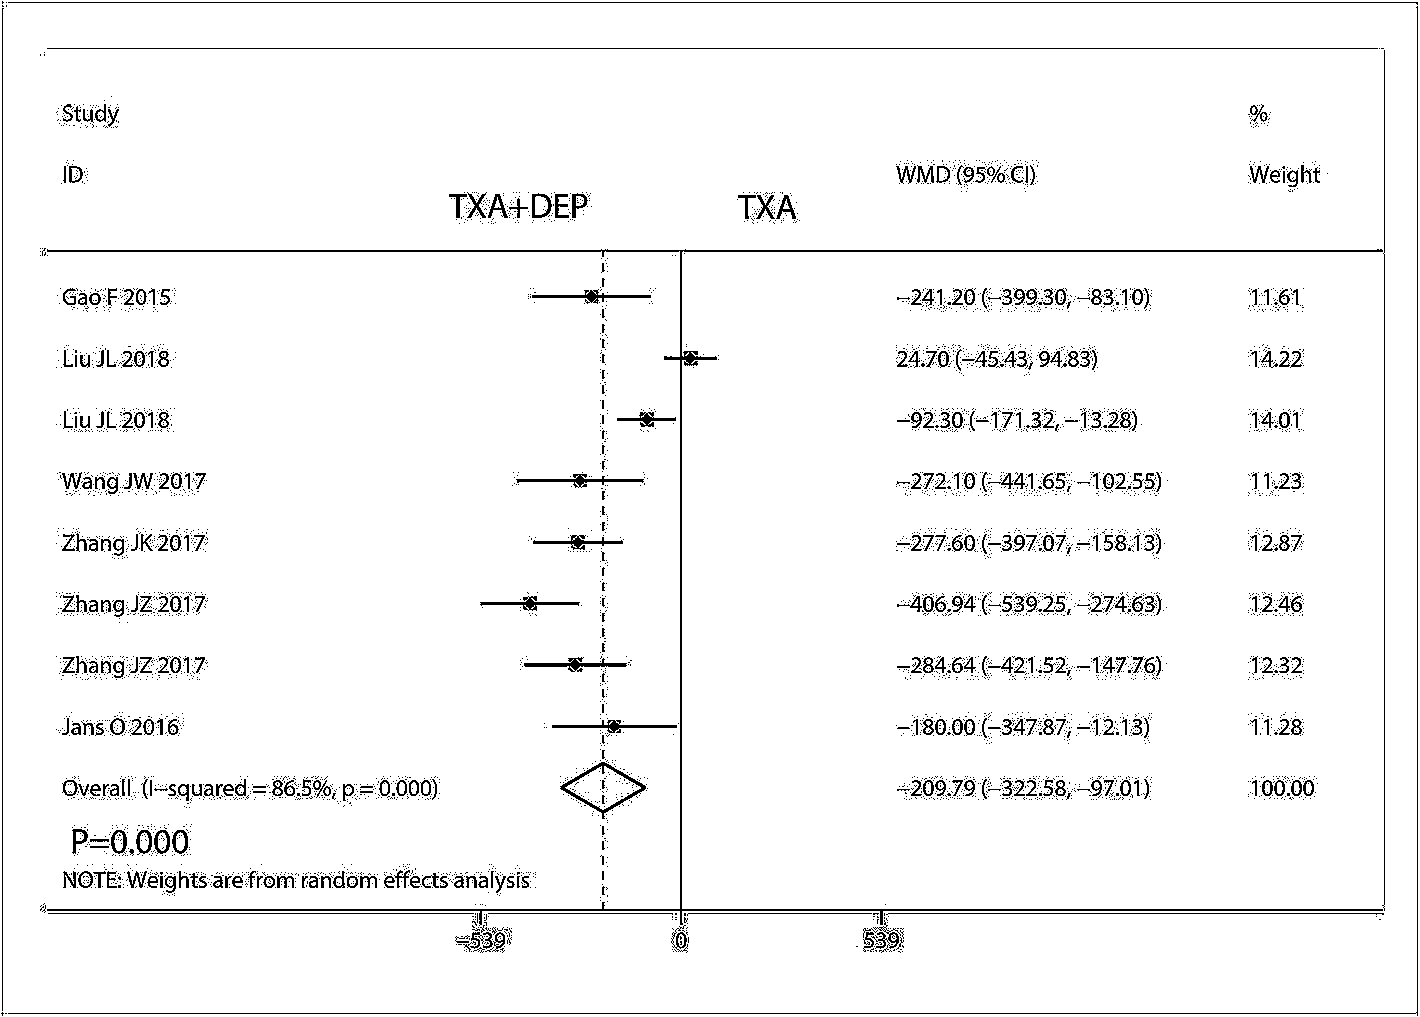 Study %
ID WMD (95% CI) Weight
TXA+DEP TXA
Gao F 2015 −241.20 (−399.30, −83.10) 11.61
Liu JL 2018 24.70 (−45.43, 94.83) 14.22
Liu JL 2018 −92.30 (−171.32, −13.28) 14.01
Wang JW 2017 −272.10 (−441.65, −102.55) 11.23
Zhang JK 2017 −277.60 (−397.07, −158.13) 12.87
Zhang JZ 2017 −406.94 (−539.25, −274.63) 12.46
Zhang JZ 2017 −284.64 (−421.52, −147.76) 12.32
Jans O 2016 −180.00 (−347.87, −12.13) 11.28
Overall (I−squared = 86.5%, p = 0.000) −209.79 (−322.58, −97.01) 100.00
P=0.000
NOTE: Weights are from random effects analysis
−539 0 539